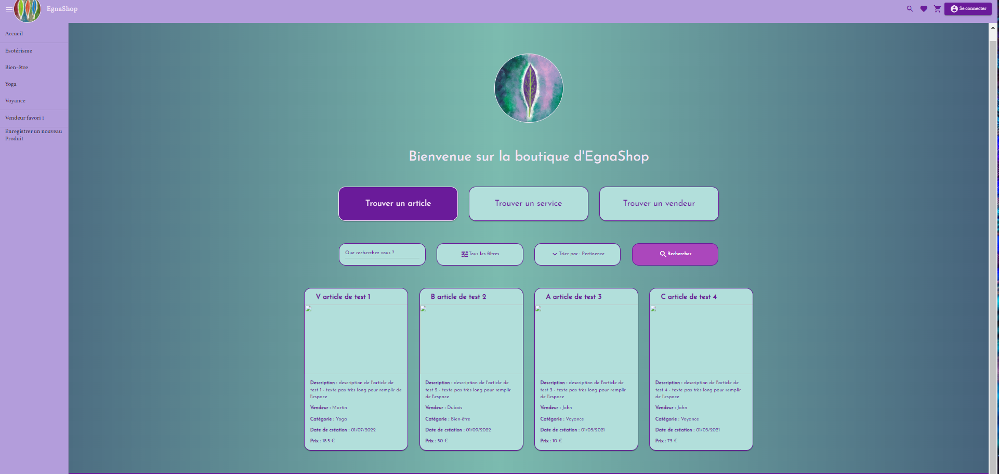 EgnaShop
Se connecter
Accueil
Esotérisme
Bien-être
Yoga
Voyance
Vendeur favori 1
Enregistrer un nouveau
Produit
Bienvenue sur la boutique d'EgnaShop
Trouver un article
Trouver un service
Trouver un vendeur
Que recherchez vous ?
Tous les filtres
Trier par : Pertinence
Rechercher
V article de test 1
Description : description de l'article de
test 1 - texte pas très long pour remplir de
l'espace
Vendeur : Martin
Catégorie : Yoga
Date de création : 01/07/2022
Prix : 18.5 €
B article de test 2
Description : description de l'article de
test 2 - texte pas très long pour remplir
de l'espace
Vendeur : Dubois
Catégorie : Bien-être
Date de création : 01/09/2022
Prix : 50 €
A article de test 3
Description : description de l'article de
test 3 - texte pas très long pour remplir
de l'espace
Vendeur : John
Catégorie : Voyance
Date de création : 01/05/2021
Prix : 10 €
C article de test 4
Description : description de l'article de
test 4 - texte pas très long pour remplir
de l'espace
Vendeur : John
Catégorie : Voyance
Date de création : 01/03/2021
Prix : 75 €